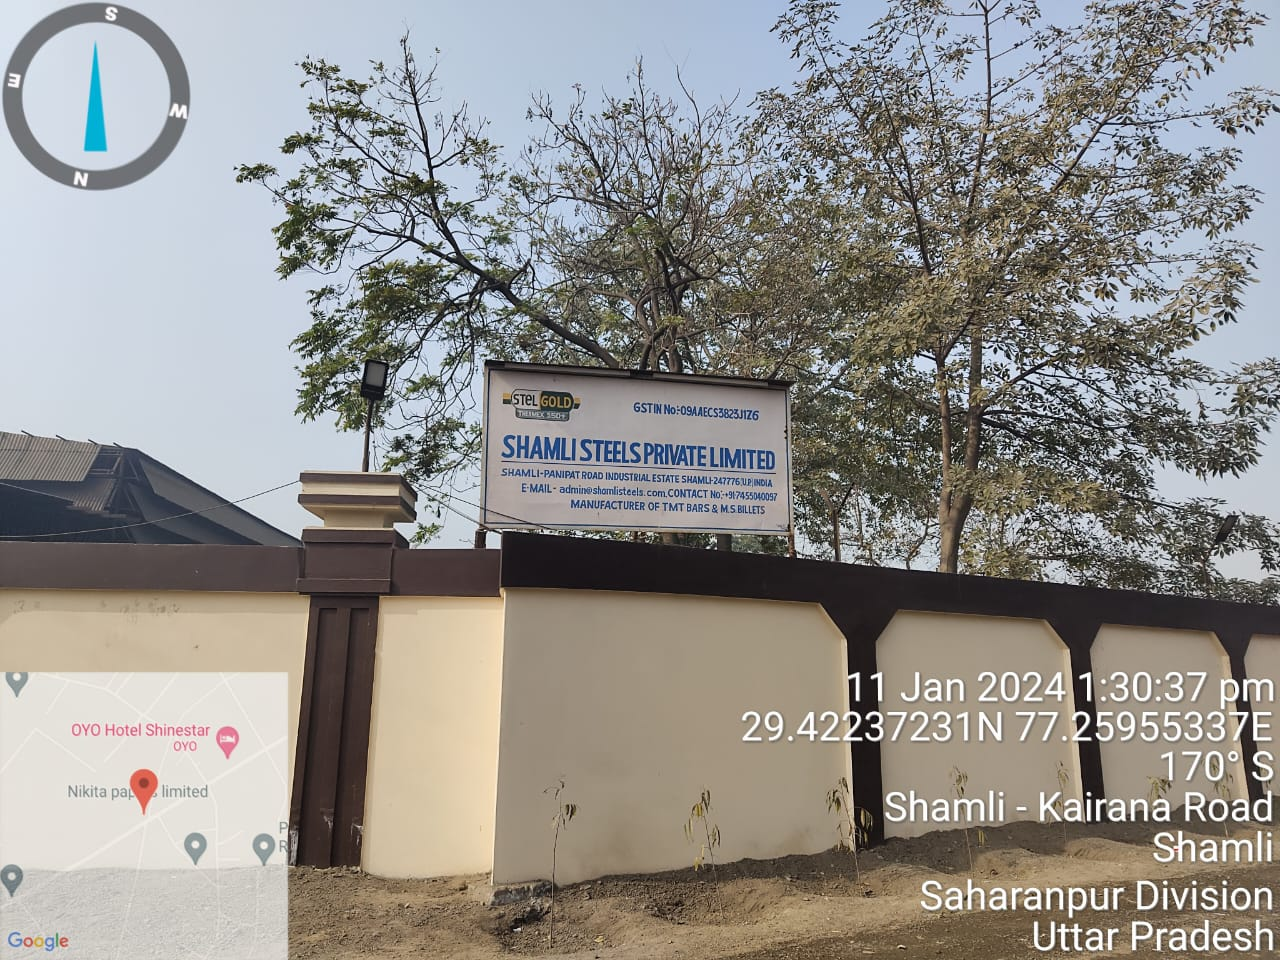 S
E
W
N
STEL GOLD
THERMEX 550+
GSTIN No:-09AAECS3823J1Z6
SHAMLI STEELS PRIVATE LIMITED
SHAMLI-PANIPAT ROAD INDUSTRIAL ESTATE SHAMLI-247776(U.P)INDIA
E-MAIL- admin@shamlisteels.com, CONTACT No:-+917455040097
MANUFACTURER OF TMT BARS & M.S.BILLETS
OYO Hotel Shinestar
OYO
Nikita limited
Google
11 Jan 2024 1:30:37 pm
29.42237231N 77.25955337E
170° S
Shamli - Kairana Road
Shamli
Saharanpur Division
Uttar Pradesh